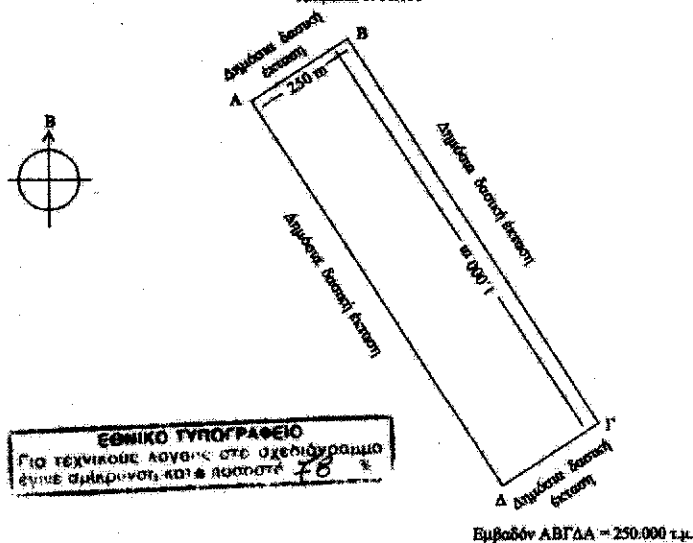 Δημόσια δασική
έκταση
B
250 m
A
B
Δημόσια δασική έκταση
1.000 m
Δημόσια δασική έκταση
Γ
Δ
Δημόσια δασική
έκταση
ΕΘΝΙΚΟ ΤΥΠΟΓΡΑΦΕΙΟ
Για τεχνικούς λόγους στο σχεδιάγραμμα
έγινε σμίκρυνση κατά ποσοστό 78 %
Εμβαδόν ΑΒΓΔΑ = 250.000 τ.μ.